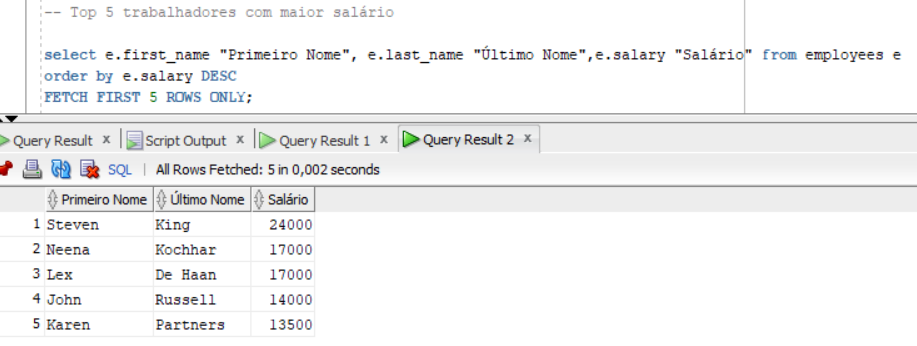 -- Top 5 trabalhadores com maior salário
select e.first_name "Primeiro Nome", e.last_name "Último Nome",e.salary "Salário" from employees e
order by e.salary DESC
FETCH FIRST 5 ROWS ONLY;
Query Result x Script Output x Query Result 1 x Query Result 2 x
SQL | All Rows Fetched: 5 in 0,002 seconds
Primeiro Nome Último Nome Salário
1 Steven King 24000
2 Neena Kochhar 17000
3 Lex De Haan 17000
4 John Russell 14000
5 Karen Partners 13500